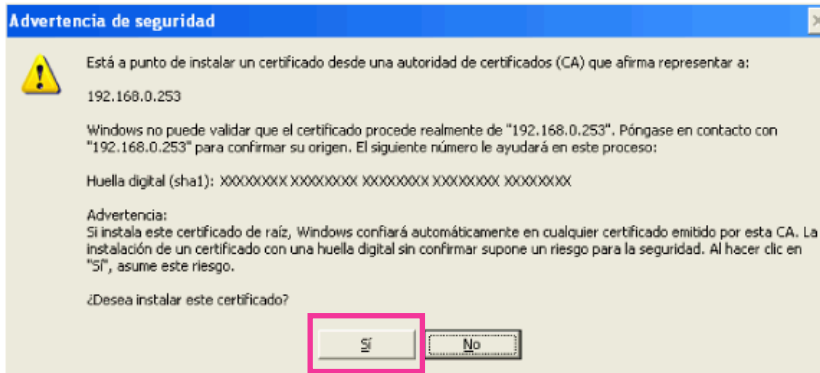 Advertencia de seguridad
Está a punto de instalar un certificado desde una autoridad de certificados (CA) que afirma representar a:
192.168.0.253
Windows no puede validar que el certificado procede realmente de "192.168.0.253". Póngase en contacto con
"192.168.0.253" para confirmar su origen. El siguiente número le ayudará en este proceso:
Huella digital (sha1): XXXXXXXX XXXXXXXX XXXXXXXX XXXXXXXX XXXXXXXX
Advertencia:
Si instala este certificado de raíz, Windows confiará automáticamente en cualquier certificado emitido por esta CA. La
instalación de un certificado con una huella digital sin confirmar supone un riesgo para la seguridad. Al hacer clic en
"Sí", asume este riesgo.
¿Desea instalar este certificado?
Sí No